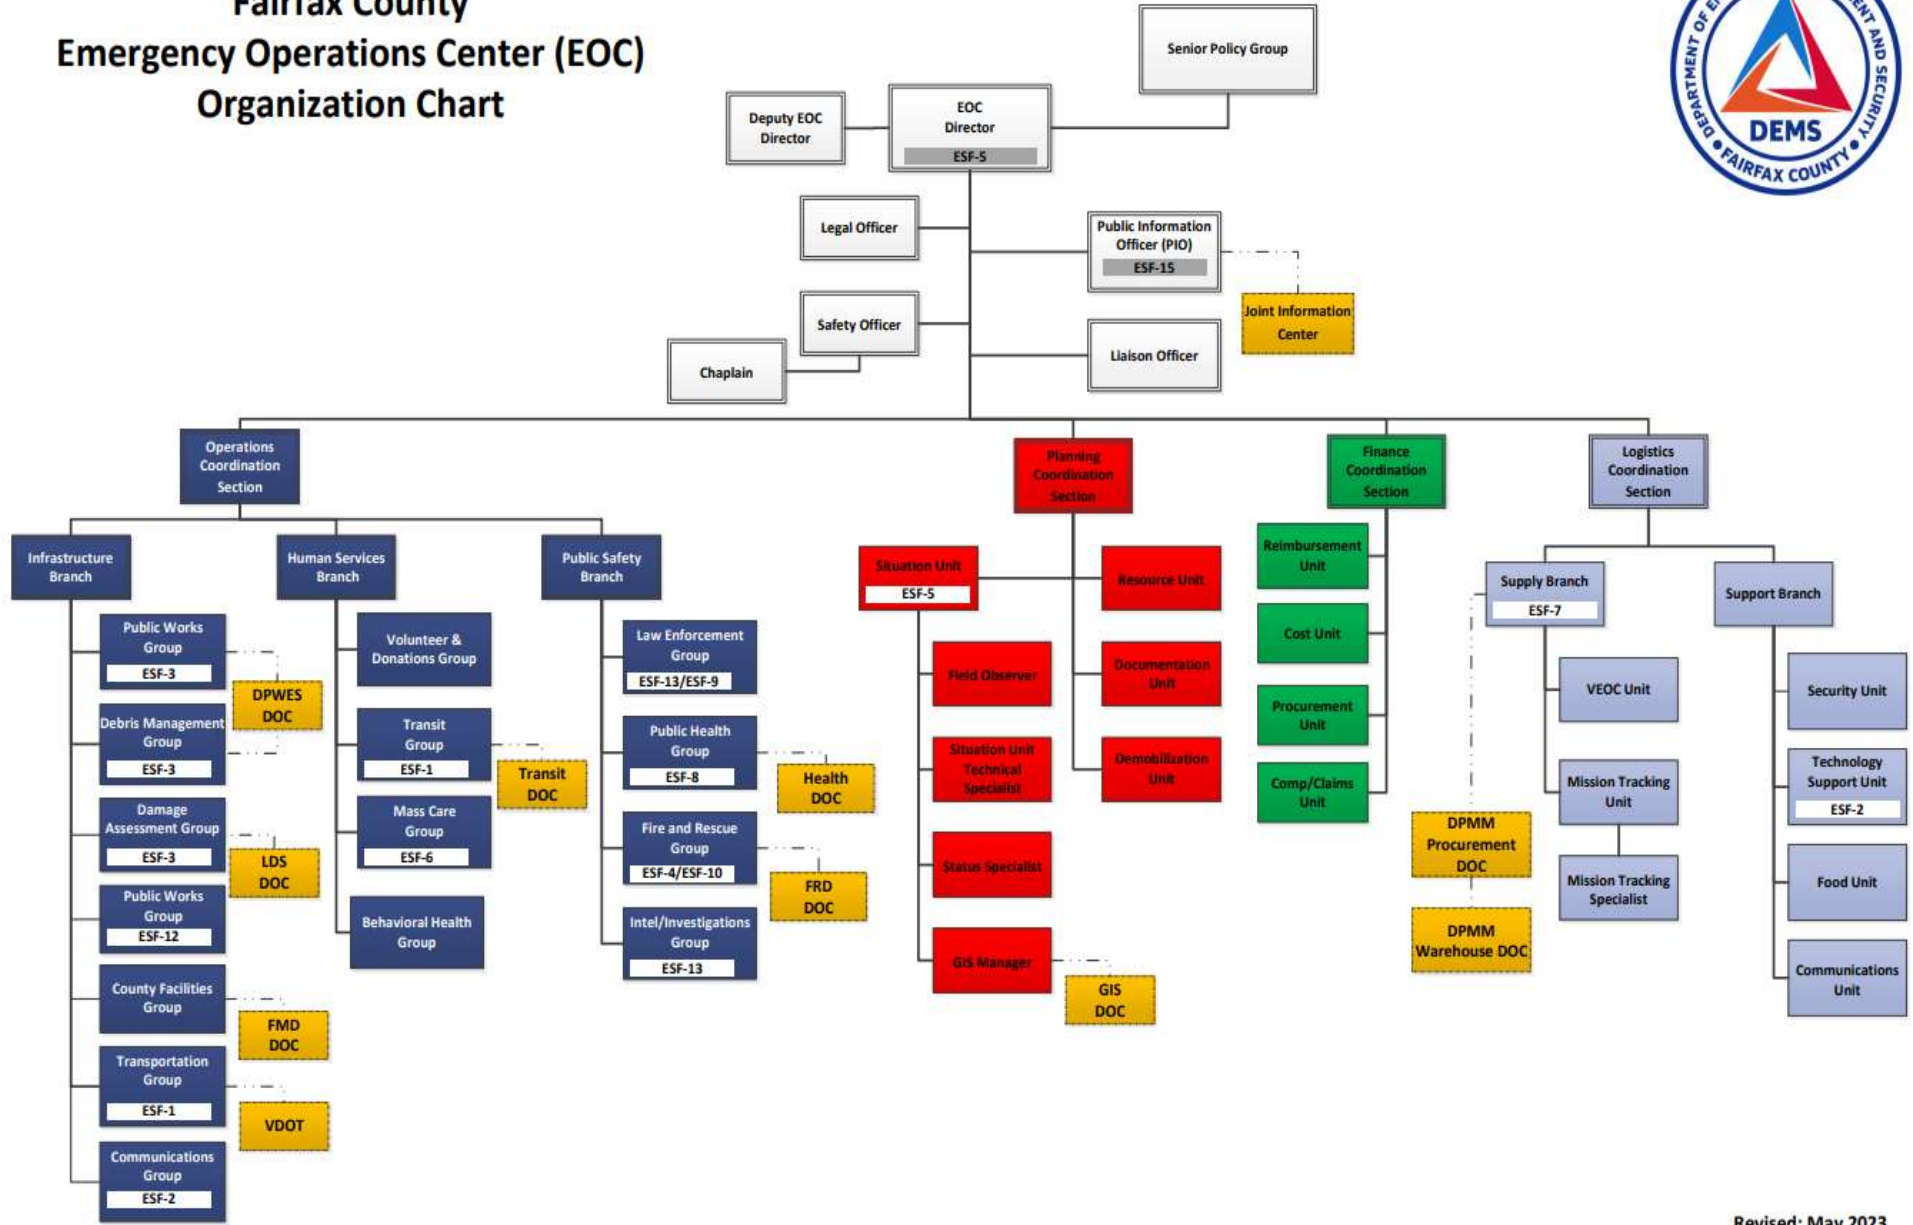 Fairfax County
Emergency Operations Center (EOC)
Organization Chart
Senior Policy Group
DEPARTMENT OF
AND SECURITY
DEMS
FAIRFAX COUNTY
Deputy EOC
Director
EOC
Director
ESF-5
Legal Officer
Public Information
Officer (PIO)
ESF-15
Joint Information
Center
Safety Officer
Liaison Officer
Chaplain
Operations
Coordination
Section
Planning
Coordination
Section
Finance
Coordination
Section
Logistics
Coordination
Section
Infrastructure
Branch
Human Services
Branch
Public Safety
Branch
Public Works
Group
ESF-3
DPWES
DOC
Debris Management
Group
ESF-3
Damage
Assessment Group
ESF-3
LDS
DOC
Public Works
Group
ESF-12
County Facilities
Group
FMD
DOC
Transportation
Group
ESF-1
VDOT
Communications
Group
ESF-2
Volunteer &
Donations Group
Transit
Group
ESF-1
Transit
DOC
Mass Care
Group
ESF-6
Behavioral Health
Group
Law Enforcement
Group
ESF-13/ESF-9
Public Health
Group
ESF-8
Health
DOC
Fire and Rescue
Group
ESF-4/ESF-10
FRD
DOC
Intel/Investigations
Group
ESF-13
Situation Unit
ESF-5
Resource Unit
Field Observer
Documentation
Unit
Situation Unit
Technical
Specialist
Demobilization
Unit
Status Specialist
GIS Manager
GIS
DOC
Reimbursement
Unit
Cost Unit
Procurement
Unit
Comp/Claims
Unit
Supply Branch
ESF-7
Support Branch
VEOC Unit
Mission Tracking
Unit
Mission Tracking
Specialist
DPMM
Procurement
DOC
DPMM
Warehouse DOC
Security Unit
Technology
Support Unit
ESF-2
Food Unit
Communications
Unit
Revised: May 2023